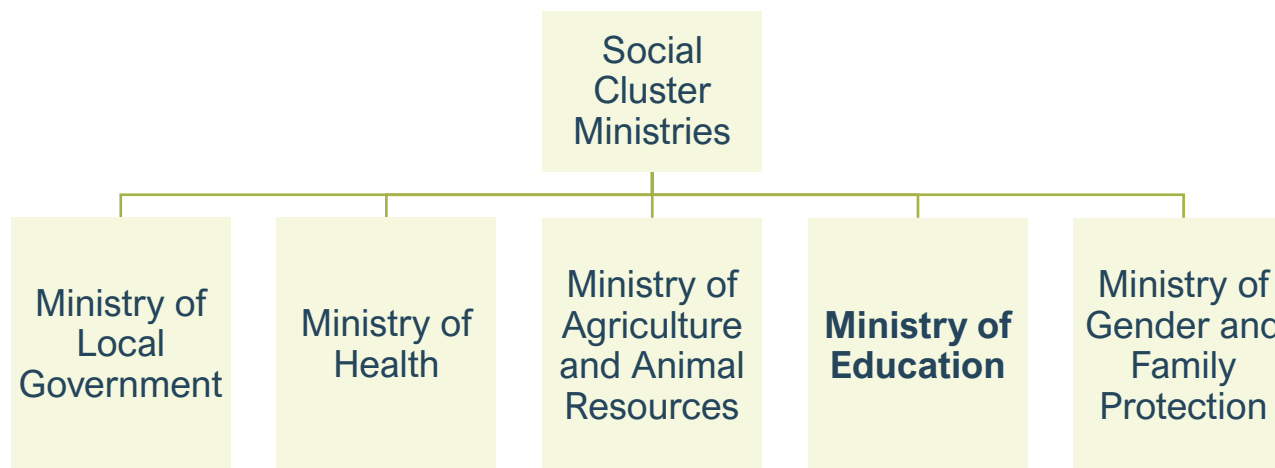 Social
Cluster
Ministries
Ministry of
Local
Government
Ministry of
Health
Ministry of
Agriculture
and Animal
Resources
Ministry of
Education
Ministry of
Gender and
Family
Protection